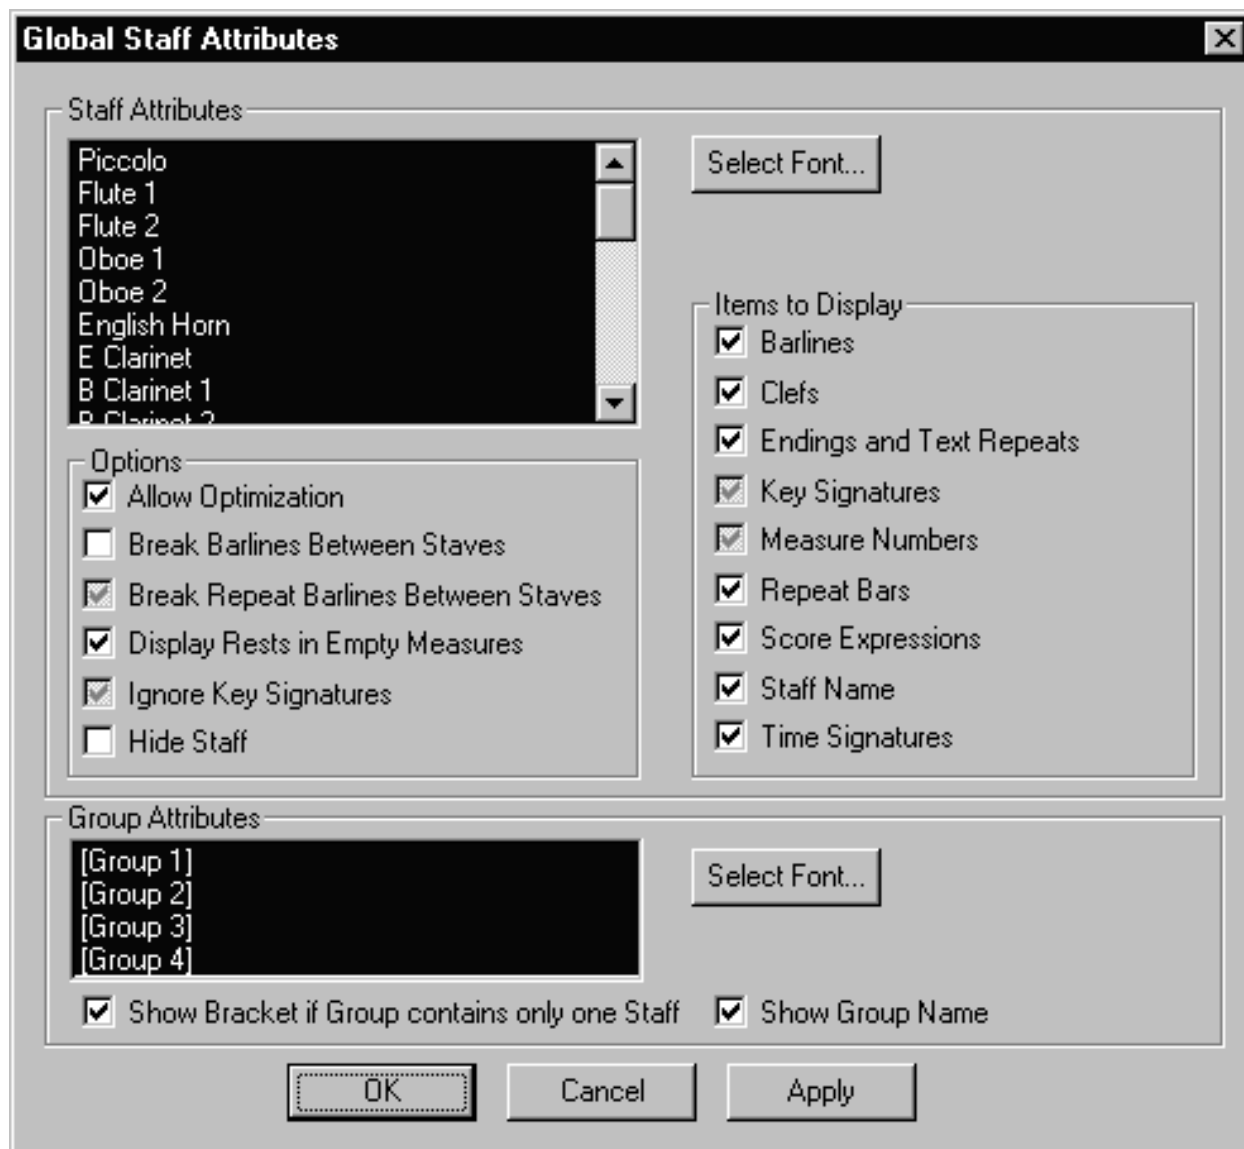 Global Staff Attributes
Staff Attributes
Piccolo
Flute 1
Flute 2
Oboe 1
Oboe 2
English Horn
E Clarinet
B Clarinet 1
B Clarinet 2
Select Font...
Options
Allow Optimization
Break Barlines Between Staves
Break Repeat Barlines Between Staves
Display Rests in Empty Measures
Ignore Key Signatures
Hide Staff
Items to Display
Barlines
Clefs
Endings and Text Repeats
Key Signatures
Measure Numbers
Repeat Bars
Score Expressions
Staff Name
Time Signatures
Group Attributes
[Group 1]
[Group 2]
[Group 3]
[Group 4]
Select Font...
Show Bracket if Group contains only one Staff
Show Group Name
OK
Cancel
Apply